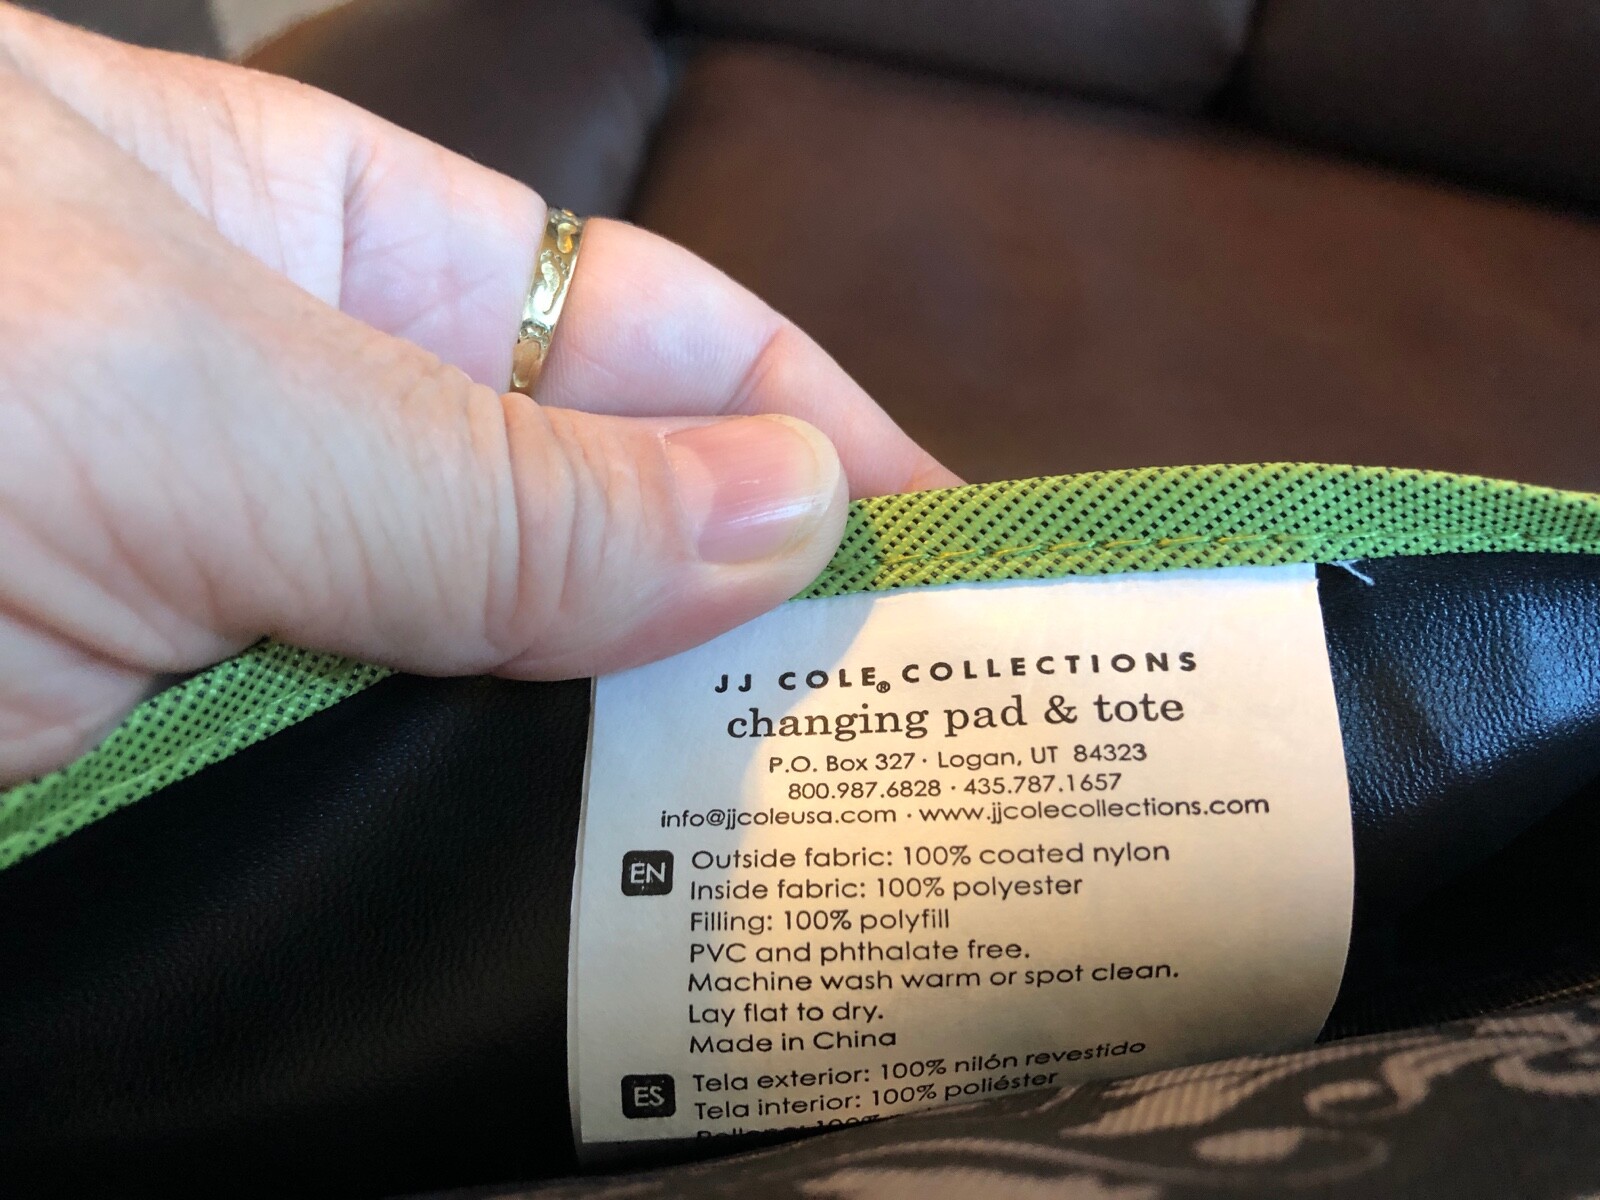 JJ COLE® COLLECTIONS
changing pad & tote
P.O. Box 327 · Logan, UT 84323
800.987.6828 · 435.787.1657
info@jjcoleusa.com · www.jjcolecollections.com
EN
Outside fabric: 100% coated nylon
Inside fabric: 100% polyester
Filling: 100% polyfill
PVC and phthalate free.
Machine wash warm or spot clean.
Lay flat to dry.
Made in China
ES
Tela exterior: 100% nilón revestido
Tela interior: 100% poliéster